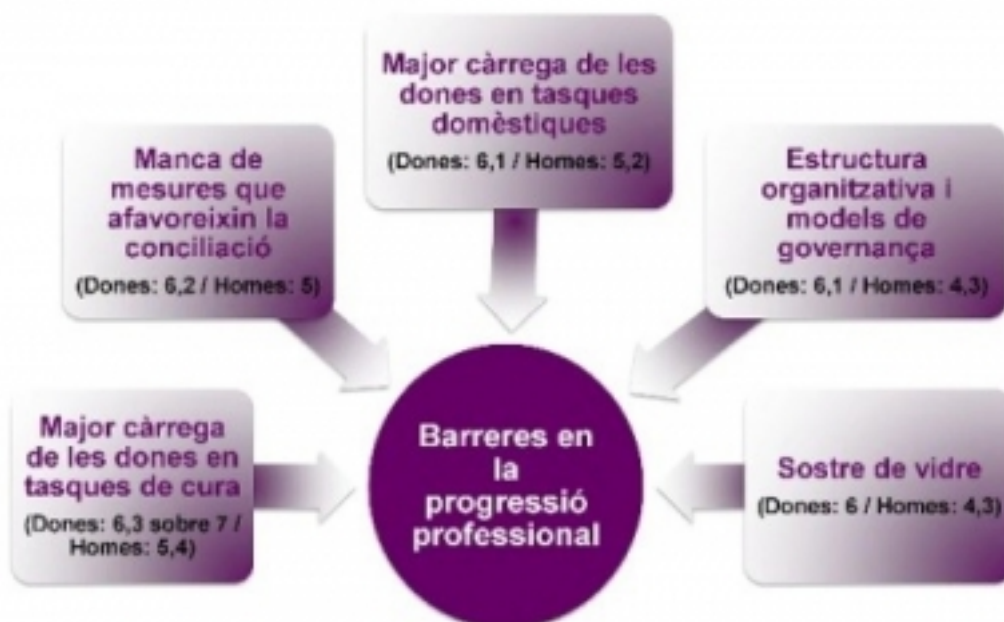 Major càrrega de les
dones en tasques
domèstiques
(Dones: 6,1 / Homes: 5,2)
Manca de
mesures que
afavoreixin la
conciliació
(Dones: 6,2 / Homes: 5)
Estructura
organitzativa i
models de
governança
(Dones: 6,1 / Homes: 4,3)
Major càrrega
de les dones en
tasques de cura
(Dones: 6,3 sobre 7 /
Homes: 5,4)
Barreres en
la
progressió
professional
Sostre de vidre
(Dones: 6 / Homes: 4,3)